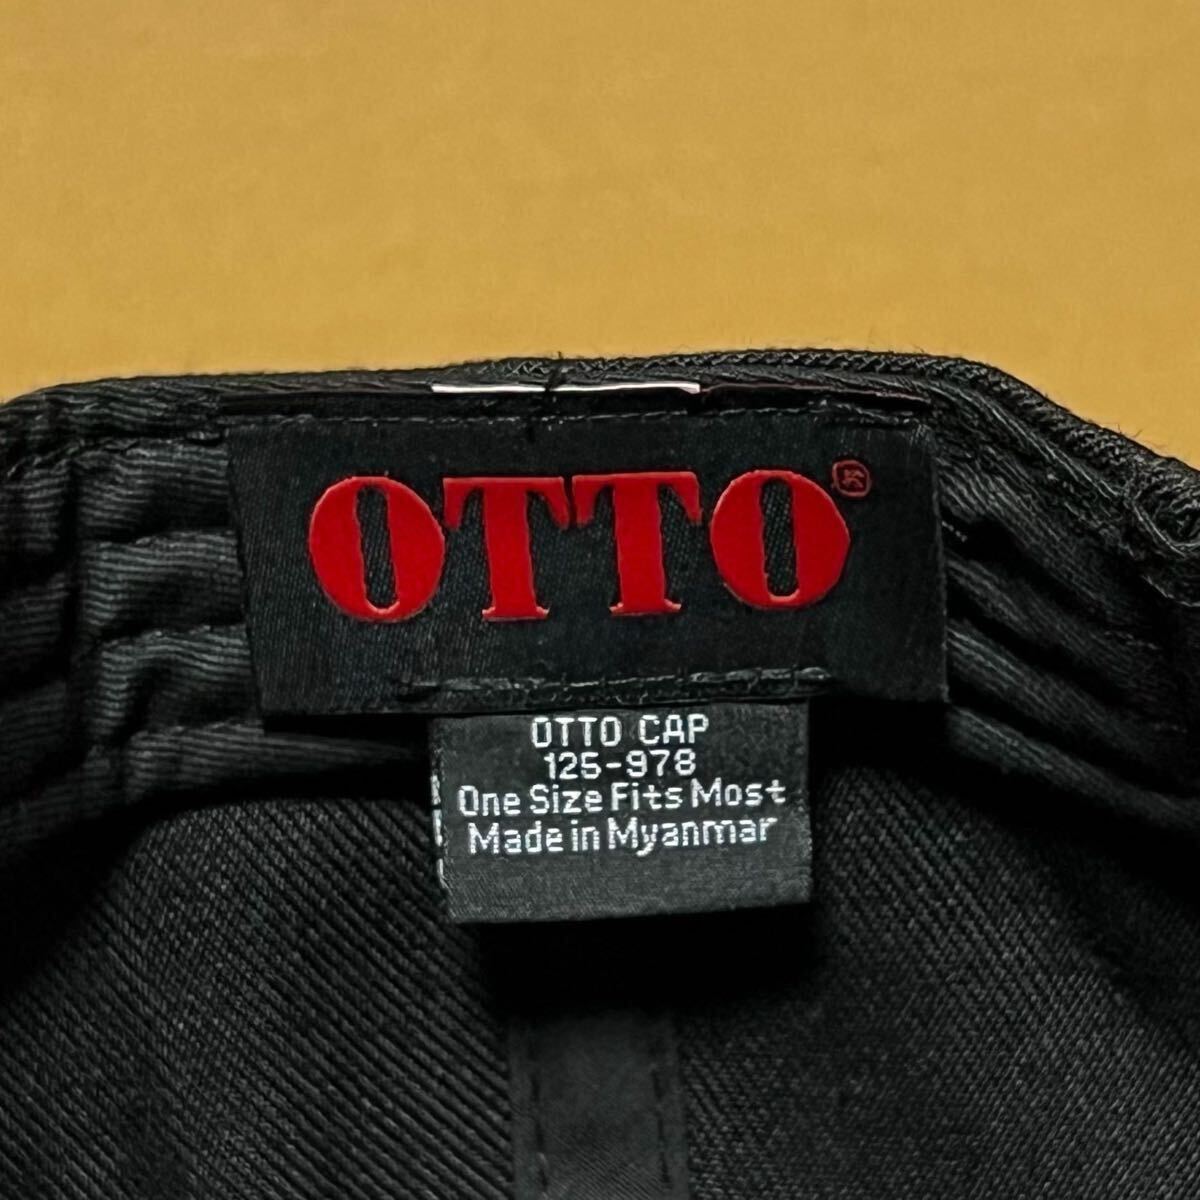 OTTO®
OTTO CAP
125-978
One Size Fits Most
Made in Myanmar